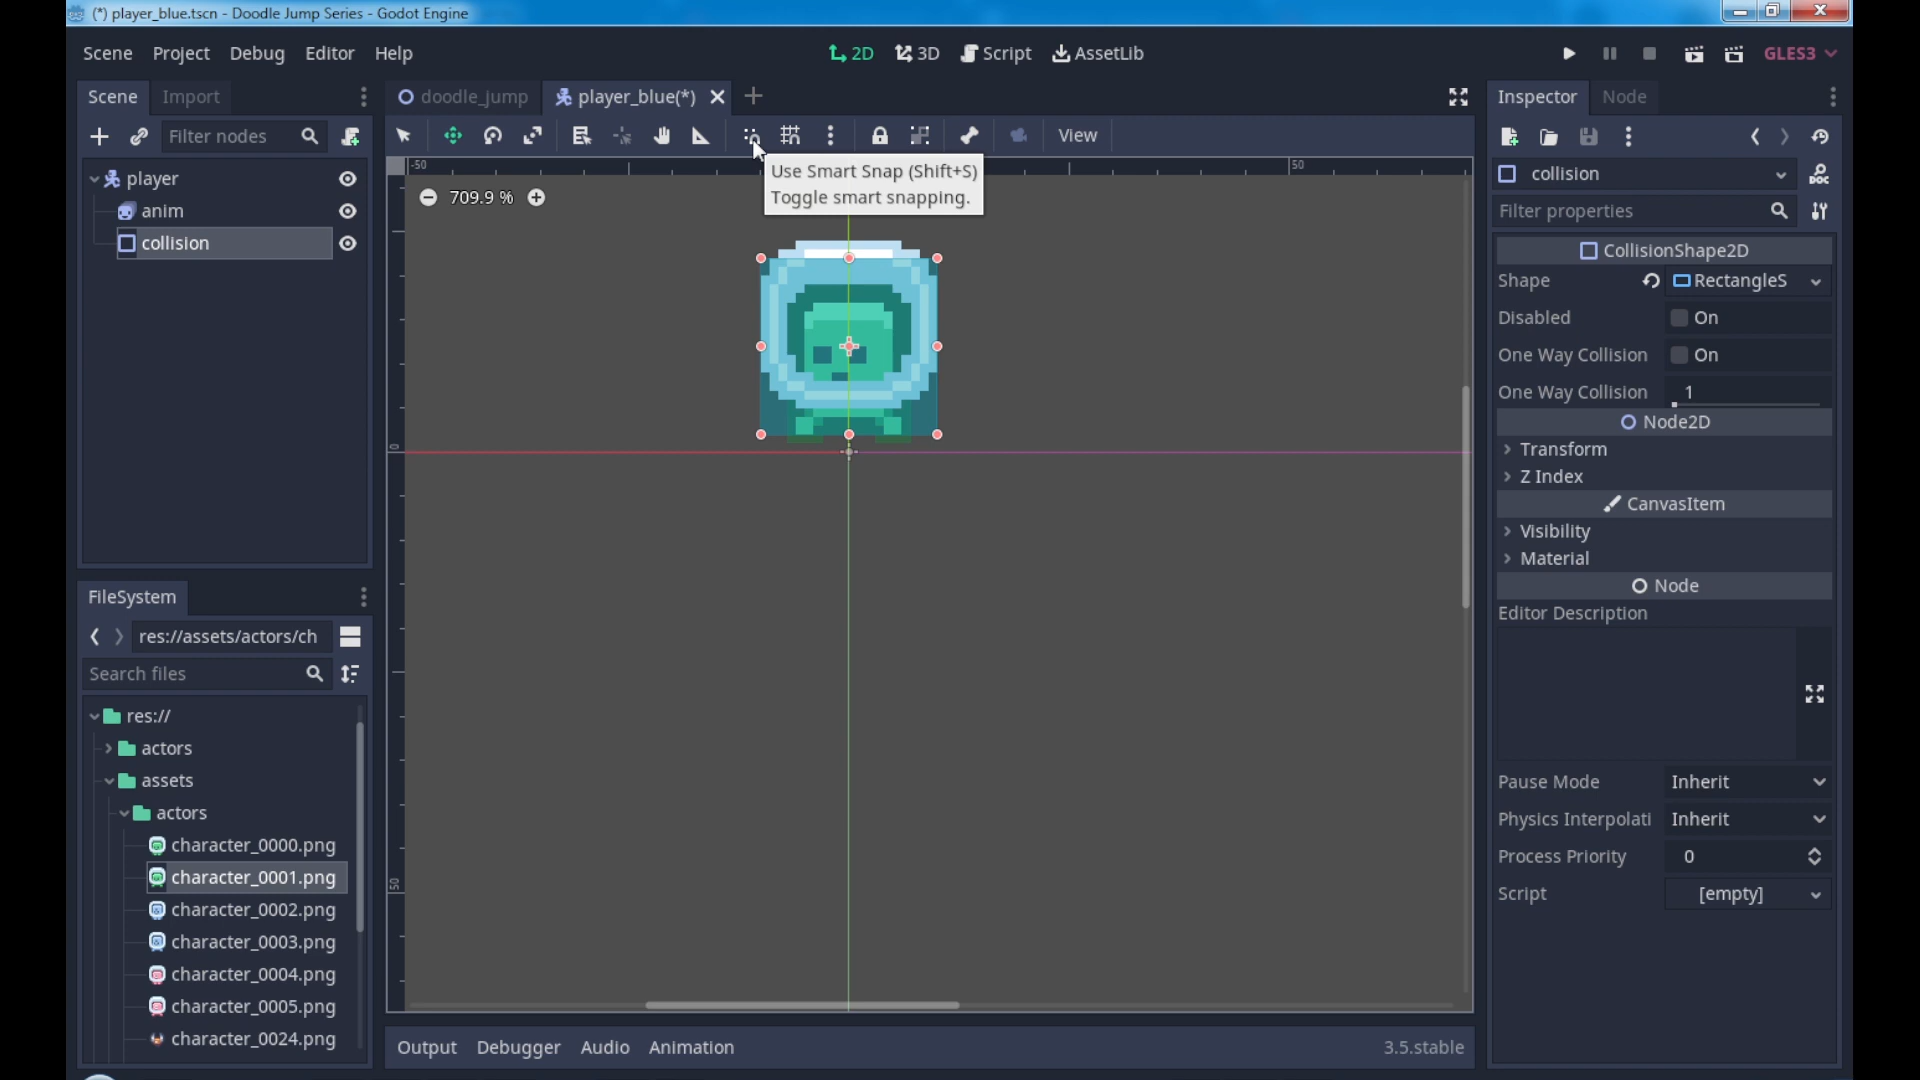 (*) player_blue.tscn - Doodle Jump Series - Godot Engine
Scene Project Debug Editor Help
2D 3D Script AssetLib
GLES3
Scene Import
doodle_jump player_blue(*)
Inspector Node
Filter nodes
View
player
anim
collision
-50
50
0
50
709.9 %
Use Smart Snap (Shift+S)
Toggle smart snapping.
FileSystem
res://assets/actors/ch
Search files
res://
actors
assets
actors
character_0000.png
character_0001.png
character_0002.png
character_0003.png
character_0004.png
character_0005.png
character_0024.png
Output Debugger Audio Animation
3.5.stable
collision
DOC
Filter properties
CollisionShape2D
Shape RectangleS
Disabled On
One Way Collision On
One Way Collision 1
Node2D
Transform
Z Index
CanvasItem
Visibility
Material
Node
Editor Description
Pause Mode Inherit
Physics Interpolati Inherit
Process Priority 0
Script [empty]